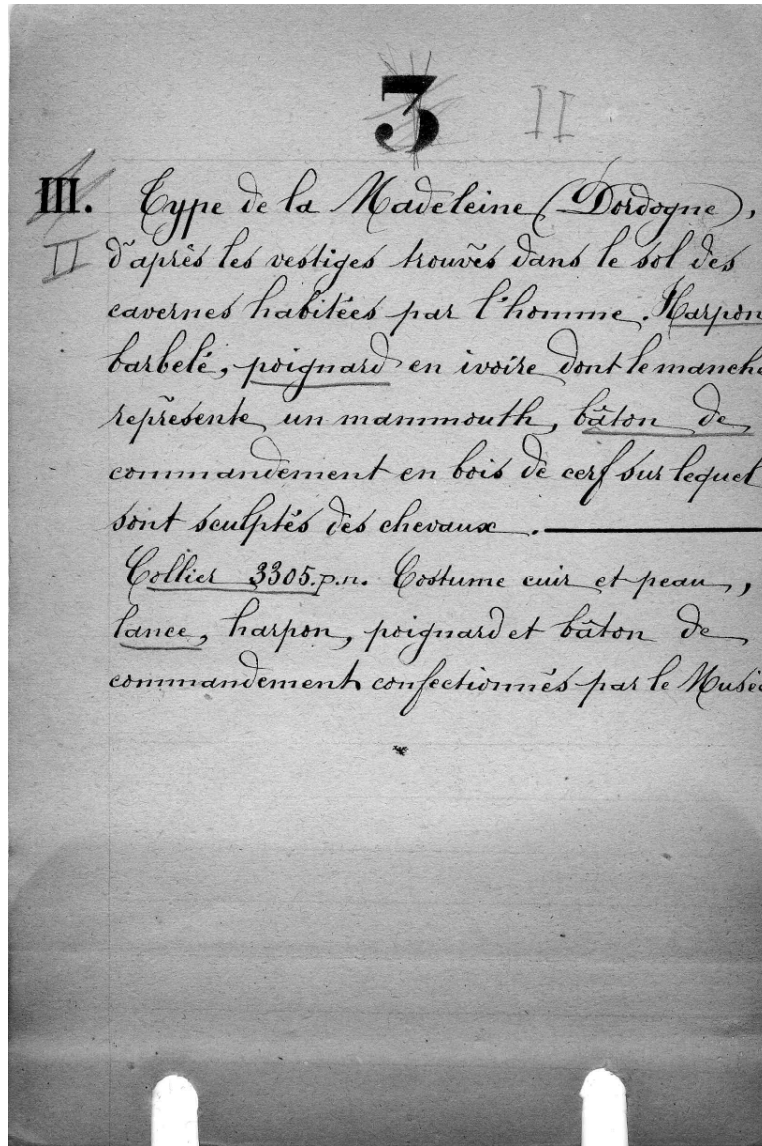 3 II
III. Type de la Madeleine (Dordogne),
II d'après les vestiges trouvés dans le sol des
cavernes habitées par l'homme. Harpon
barbelé, poignard en ivoire dont le manche
représente un mammouth, bâton de
commandement en bois de cerf sur lequel
sont sculptés des chevaux.
Collier 3305.p.n. Costume cuir et peau,
lance, harpon, poignard et bâton de
commandement confectionnés par le Musée